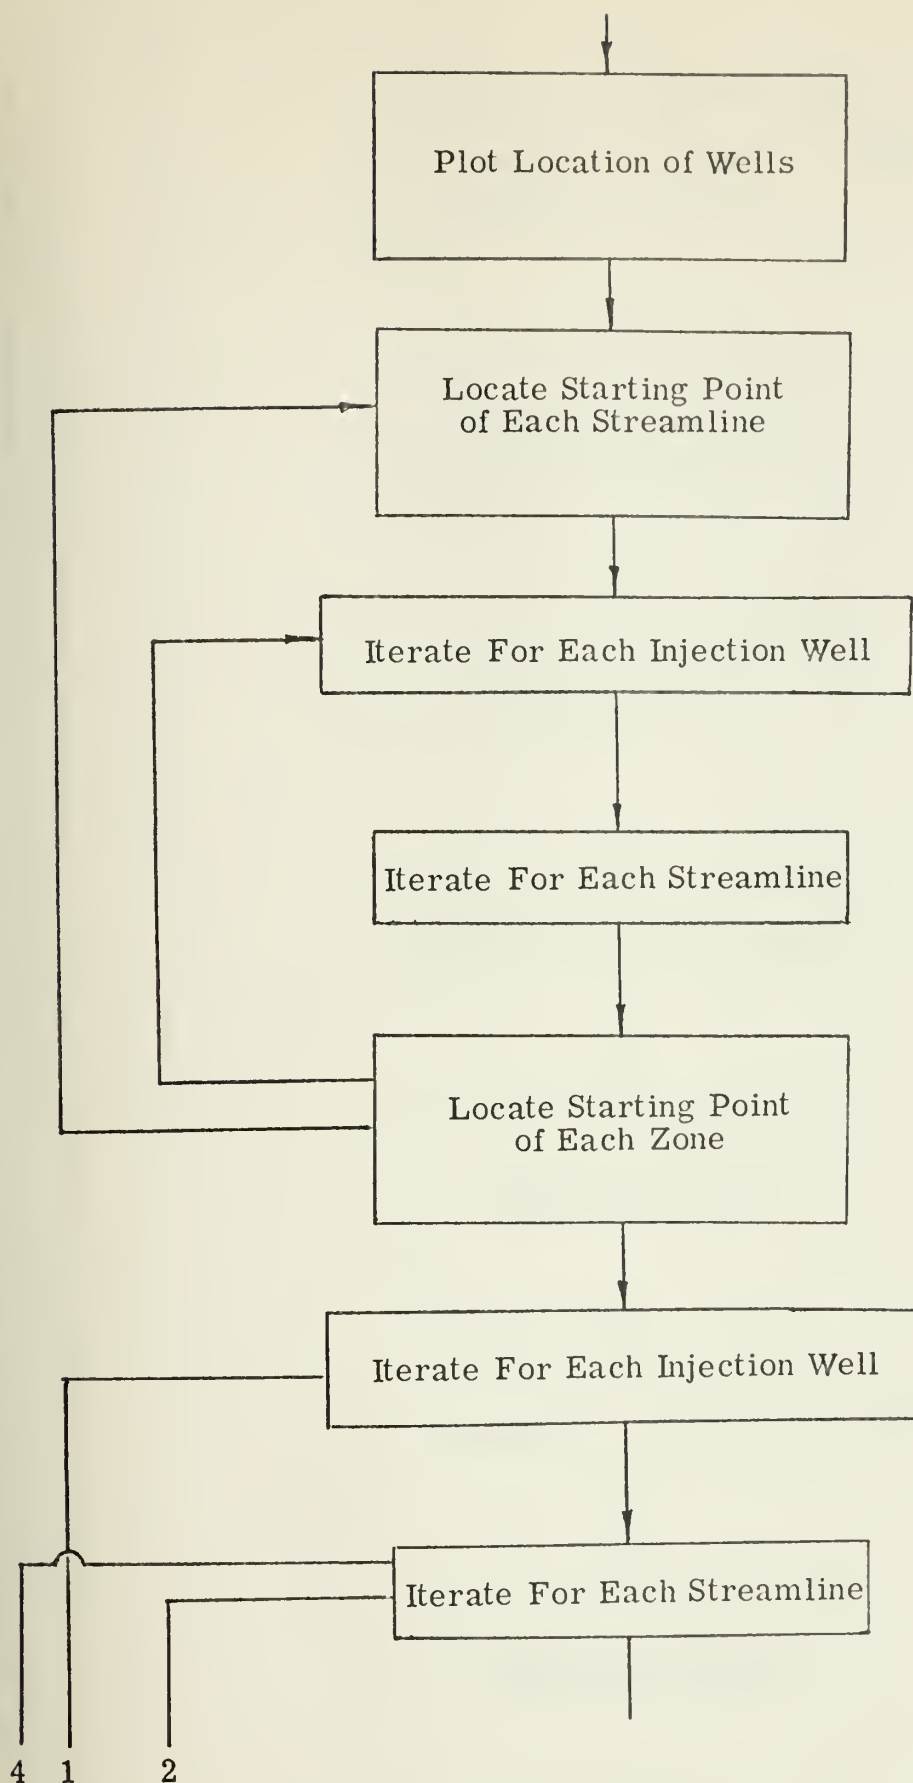 Plot Location of Wells
Locate Starting Point
of Each Streamline
Iterate For Each Injection Well
Iterate For Each Streamline
Locate Starting Point
of Each Zone
Iterate For Each Injection Well
Iterate For Each Streamline
4 1 2